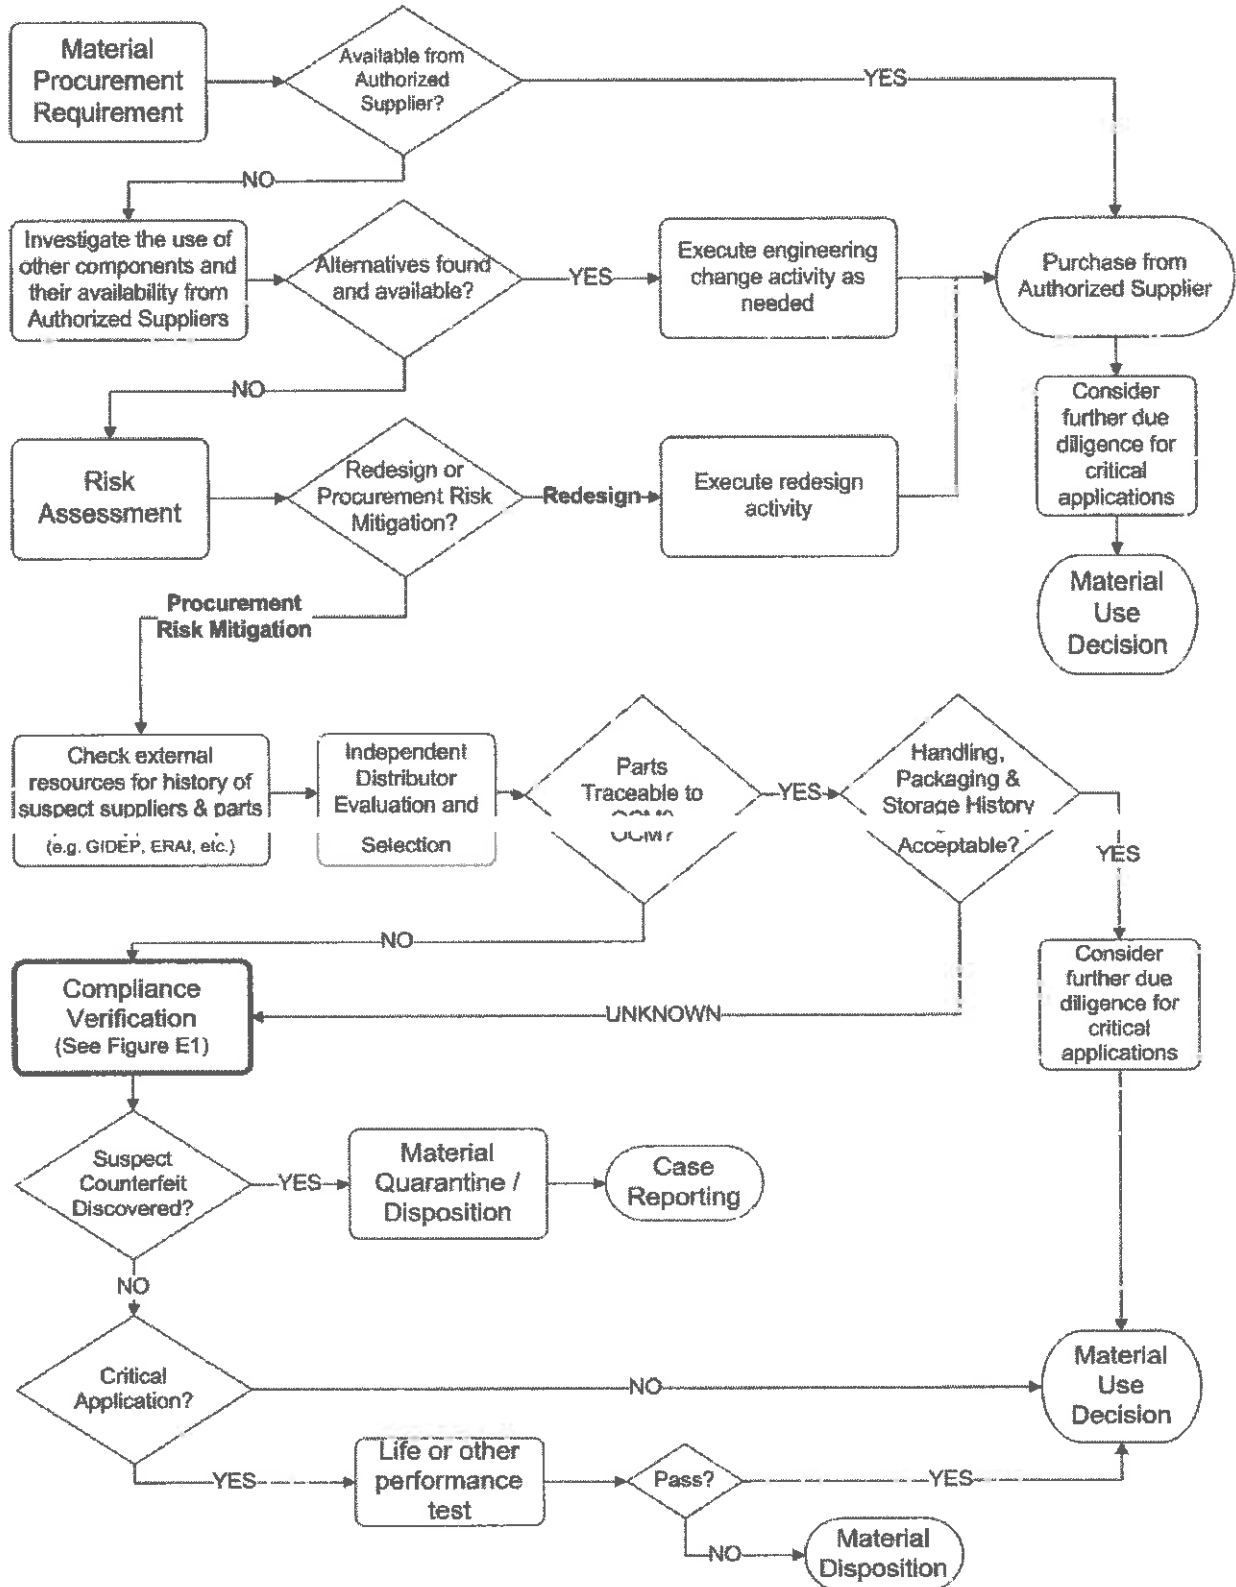 Material
Procurement
Requirement
Available from
Authorized
Supplier?
YES
NO
Investigate the use of
other components and
their availability from
Authorized Suppliers
Alternatives found
and available?
YES
Execute engineering
change activity as
needed
Purchase from
Authorized Supplier
NO
Consider
further due
diligence for
critical
applications
Risk
Assessment
Redesign or
Procurement Risk
Mitigation?
Redesign
Execute redesign
activity
Material
Use
Decision
Procurement
Risk Mitigation
Check external
resources for history of
suspect suppliers & parts
(e.g. GIDEP, ERAI, etc.)
Independent
Distributor
Evaluation and
Selection
Parts
Traceable to
OCM?
YES
Handling,
Packaging &
Storage History
Acceptable?
YES
NO
Compliance
Verification
(See Figure E1)
UNKNOWN
Consider
further due
diligence for
critical
applications
Suspect
Counterfeit
Discovered?
YES
Material
Quarantine /
Disposition
Case
Reporting
NO
Critical
Application?
NO
Material
Use
Decision
YES
Life or other
performance
test
Pass?
YES
NO
Material
Disposition